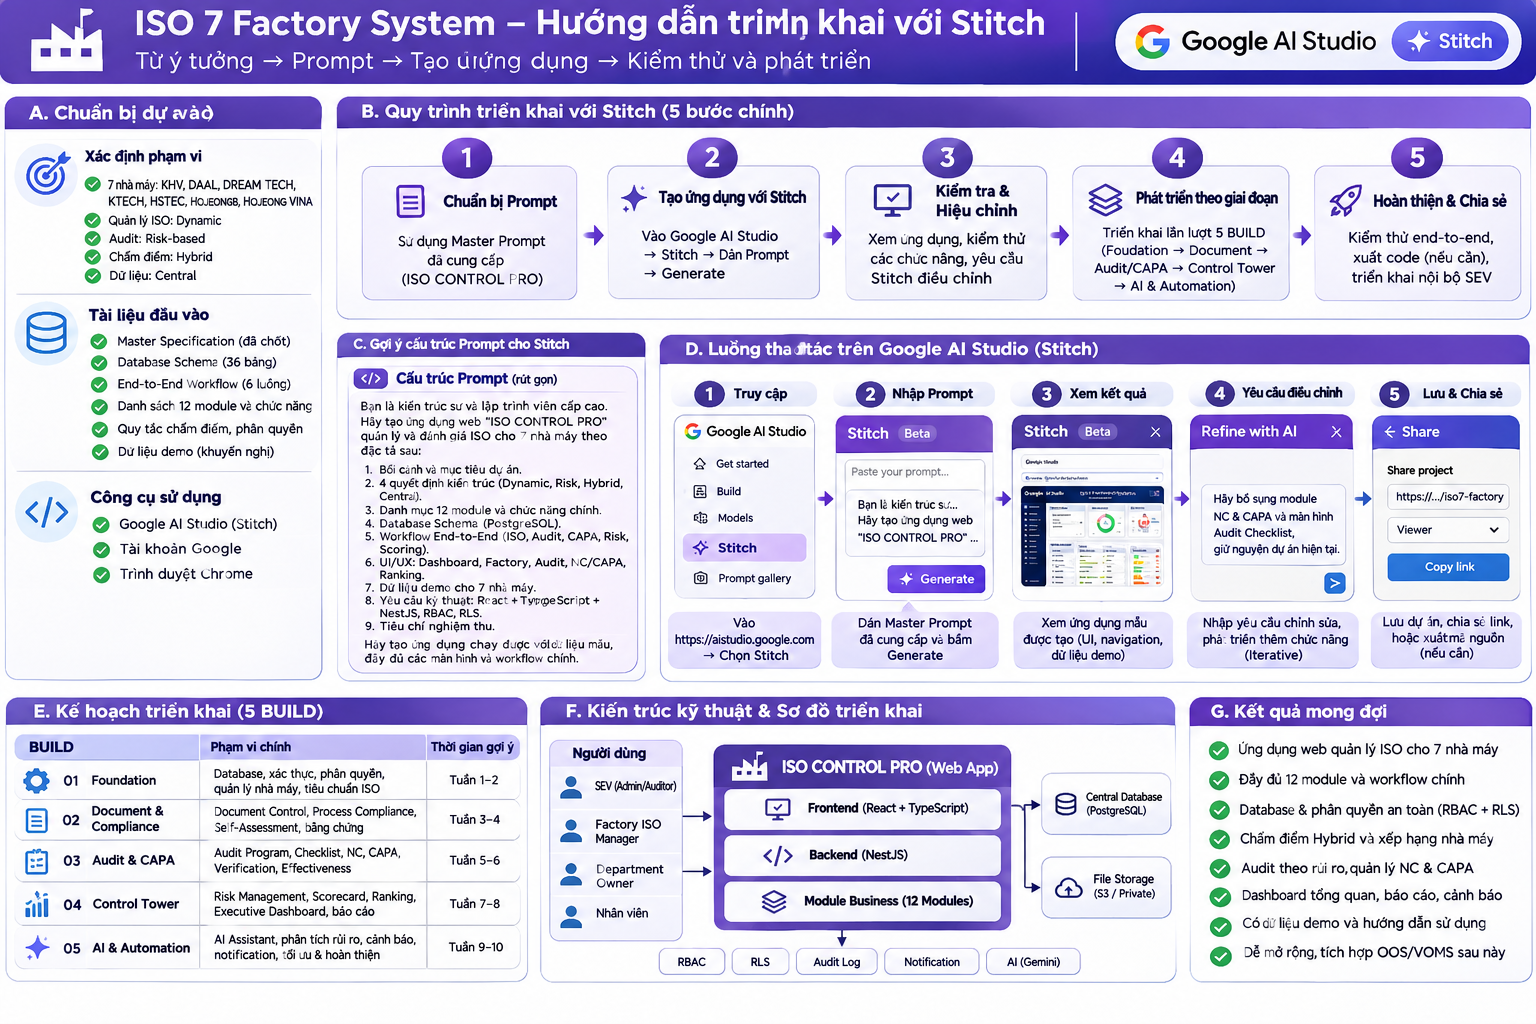 ISO 7 Factory System – Hướng dẫn khai với Stitch
Từ ý tưởng → Prompt → Tạo dụng → Kiểm thử và phát triển
Google AI Studio
Stitch
A. Chuẩn bị dự
Xác định phạm vi
7 nhà máy: KHV, DAAL, DREAM TECH,
KTECH, HSTEC, HOJEONGB, HOJEONG VINA
Quản lý ISO: Dynamic
Audit: Risk-based
Chấm điểm: Hybrid
Dữ liệu: Central
Tài liệu đầu vào
Master Specification (đã chốt)
Database Schema (36 bảng)
End-to-End Workflow (6 luồng)
Danh sách 12 module và chức năng
Quy tắc chấm điểm, phân quyền
Dữ liệu demo (khuyến nghị)
Công cụ sử dụng
Google AI Studio (Stitch)
Tài khoản Google
Trình duyệt Chrome
B. Quy trình triển khai với Stitch (5 bước chính)
1
Chuẩn bị Prompt
Sử dụng Master Prompt
đã cung cấp
(ISO CONTROL PRO)
2
Tạo ứng dụng với Stitch
Vào Google AI Studio
→ Stitch → Dán Prompt
→ Generate
3
Kiểm tra &
Hiệu chỉnh
Xem ứng dụng, kiểm thử
các chức năng, yêu cầu
Stitch điều chỉnh
4
Phát triển theo giai đoạn
Triển khai lần lượt 5 BUILD
(Foudation → Document →
Audit/CAPA → Control Tower
→ AI & Automation)
5
Hoàn thiện & Chia sẻ
Kiểm thử end-to-end,
xuất code (nếu cần),
triển khai nội bộ SEV
C. Gợi ý cấu trúc Prompt cho Stitch
</> Cấu trúc Prompt (rút gọn)
Bạn là kiến trúc sư và lập trình viên cấp cao.
Hãy tạo ứng dụng web "ISO CONTROL PRO"
quản lý và đánh giá ISO cho 7 nhà máy theo
đặc tả sau:
1. Bối cảnh và mục tiêu dự án.
2. 4 quyết định kiến trúc (Dynamic, Risk, Hybrid,
Central).
3. Danh mục 12 module và chức năng chính.
4. Database Schema (PostgreSQL).
5. Workflow End-to-End (ISO, Audit, CAPA, Risk,
Scoring).
6. UI/UX: Dashboard, Factory, Audit, NC/CAPA,
Ranking.
7. Dữ liệu demo cho 7 nhà máy.
8. Yêu cầu kỹ thuật: React + +
NestJS, RBAC, RLS.
9. Tiêu chí nghiệm thu.
Hãy tạo ứng dụng chạy được với dữ liệu mẫu,
đầy đủ các màn hình và workflow chính.
D. Luồng trên Google AI Studio (Stitch)
1 Truy cập
Google AI Studio
Get started
Build
Models
Stitch
Prompt gallery
Vào
https://aistudio.google.com
→ Chọn Stitch
2 Nhập Prompt
Stitch Beta
Paste your prompt...
Bạn là kiến trúc sư...
Hãy tạo ứng dụng web
"ISO CONTROL PRO" ...
Generate
Dán Master Prompt
đã cung cấp và bấm
Generate
3 Xem kết quả
Stitch Beta ×
Xem ứng dụng mẫu
được tạo (UI, navigation,
dữ liệu demo)
4 Yêu cầu điều chỉnh
Refine with AI ×
Hãy bổ sung module
NC & CAPA và màn hình
Audit Checklist,
giữ nguyên dự án hiện tại.
Nhập yêu cầu chỉnh sửa,
phát triển thêm chức năng
(Iterative)
5 Lưu & Chia sẻ
← Share
Share project
https://.../iso7-factory
Viewer
Copy link
Lưu dự án, chia sẻ link,
hoặc xuất mã nguồn
(nếu cần)
E. Kế hoạch triển khai (5 BUILD)
BUILD Phạm vi chính Thời gian gợi ý
01 Foundation Database, xác thực, phân quyền, quản lý nhà máy, tiêu chuẩn ISO Tuần 1–2
02 Document & Compliance Document Control, Process Compliance, Self-Assessment, bằng chứng Tuần 3–4
03 Audit & CAPA Audit Program, Checklist, NC, CAPA, Verification, Effectiveness Tuần 5–6
04 Control Tower Risk Management, Scorecard, Ranking, Executive Dashboard, báo cáo Tuần 7–8
05 AI & Automation AI Assistant, phân tích rủi ro, cảnh báo, notification, tối ưu & hoàn thiện Tuần 9–10
F. Kiến trúc kỹ thuật & Sơ đồ triển khai
Người dùng
SEV (Admin/Auditor)
Factory ISO
Manager
Department
Owner
Nhân viên
ISO CONTROL PRO (Web App)
Frontend (React + TypeScript)
</> Backend (NestJS)
Module Business (12 Modules)
Central Database
(PostgreSQL)
File Storage
(S3 / Private)
RBAC
RLS
Audit Log
Notification
AI (Gemini)
G. Kết quả mong đợi
Ứng dụng web quản lý ISO cho 7 nhà máy
Đầy đủ 12 module và workflow chính
Database & phân quyền an toàn (RBAC + RLS)
Chấm điểm Hybrid và xếp hạng nhà máy
Audit theo rủi ro, quản lý NC & CAPA
Dashboard tổng quan, báo cáo, cảnh báo
Có dữ liệu demo và hướng dẫn sử dụng
Dễ mở rộng, tích hợp OOS/VOMS sau này